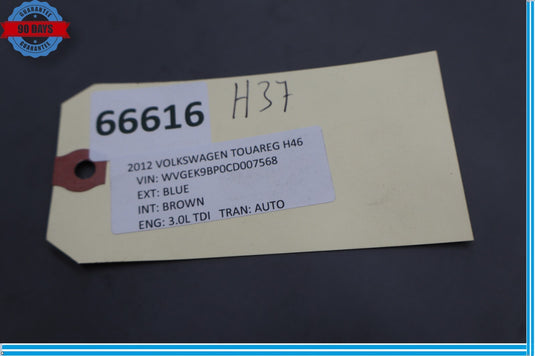 GUARANTEE
90 DAYS
GUARANTEE
66616
H37
2012 VOLKSWAGEN TOUAREG H46
VIN: WVGEK9BP0CD007568
EXT: BLUE
INT: BROWN
ENG: 3.0L TDI TRAN: AUTO